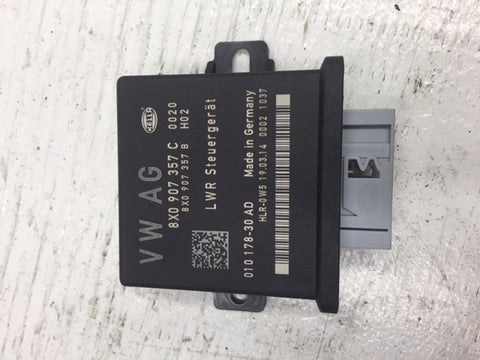 VW AG
HELLA
8X0 907 357 C 0020
8X0 907 357 B H02
LWR Steuergerät
010 178-30 AD Made in Germany
HLR-0W5 19.03.14 0002 1037